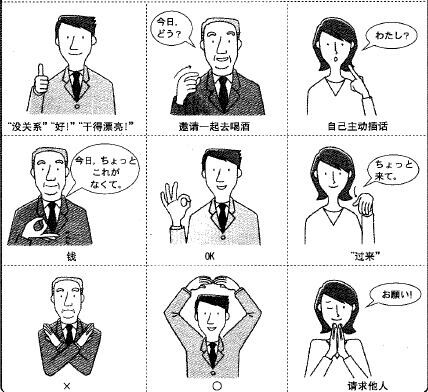 今日,
どう?
わたし?
“没关系”“好!”“干得漂亮!”
邀请一起去喝酒
自己主动插话
今日,ちょっと
これが
なくて。
ちょっと
来て。
钱
OK
“过来”
お願い!
×
○
请求他人